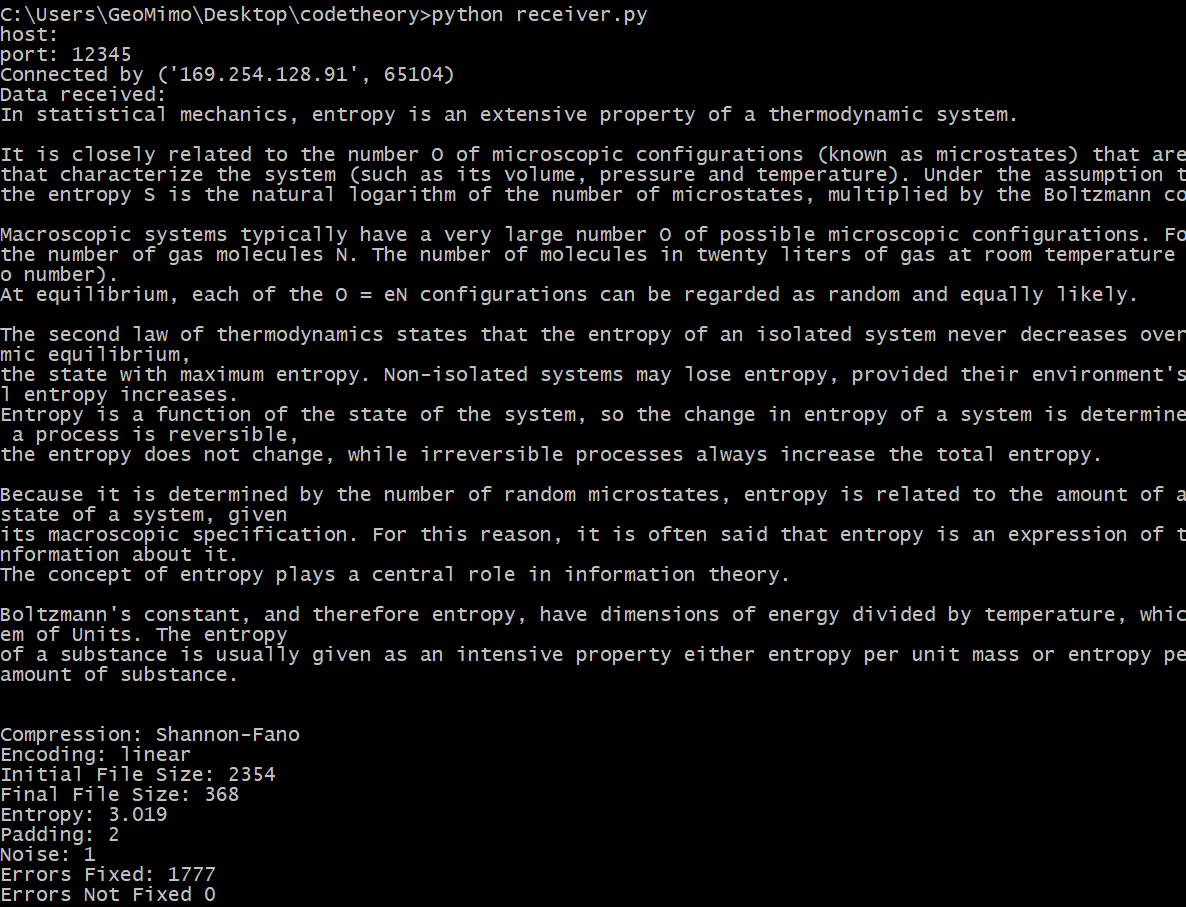 C:\Users\GeoMimo\Desktop\codetheory>python receiver.py
host:
port: 12345
Connected by ('169.254.128.91', 65104)
Data received:
In statistical mechanics, entropy is an extensive property of a thermodynamic system.
It is closely related to the number O of microscopic configurations (known as microstates) that are
that characterize the system (such as its volume, pressure and temperature). Under the assumption t
the entropy S is the natural logarithm of the number of microstates, multiplied by the Boltzmann co
Macroscopic systems typically have a very large number O of possible microscopic configurations. Fo
the number of gas molecules N. The number of molecules in twenty liters of gas at room temperature
o number).
At equilibrium, each of the O = eN configurations can be regarded as random and equally likely.
The second law of thermodynamics states that the entropy of an isolated system never decreases over
mic equilibrium,
the state with maximum entropy. Non-isolated systems may lose entropy, provided their environment's
l entropy increases.
Entropy is a function of the state of the system, so the change in entropy of a system is determine
 a process is reversible,
the entropy does not change, while irreversible processes always increase the total entropy.
Because it is determined by the number of random microstates, entropy is related to the amount of a
state of a system, given
its macroscopic specification. For this reason, it is often said that entropy is an expression of t
nformation about it.
The concept of entropy plays a central role in information theory.
Boltzmann's constant, and therefore entropy, have dimensions of energy divided by temperature, whic
em of Units. The entropy
of a substance is usually given as an intensive property either entropy per unit mass or entropy pe
amount of substance.
Compression: Shannon-Fano
Encoding: linear
Initial File Size: 2354
Final File Size: 368
Entropy: 3.019
Padding: 2
Noise: 1
Errors Fixed: 1777
Errors Not Fixed 0